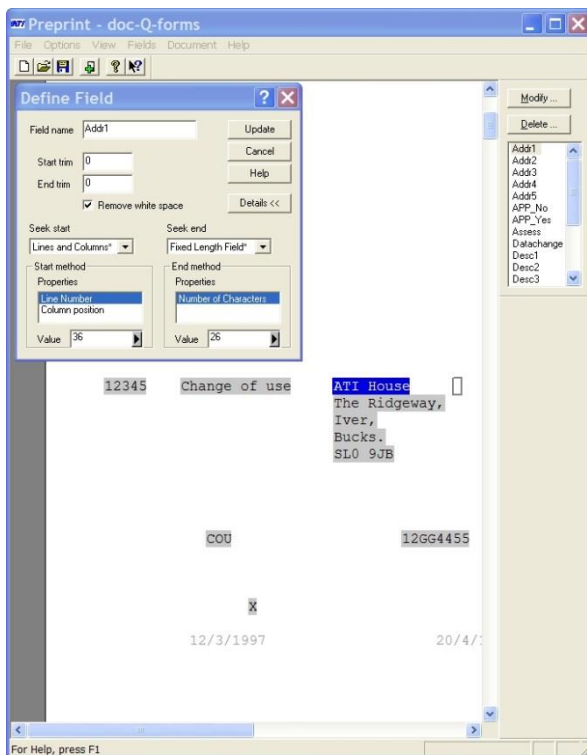 ATI Preprint - doc-Q-forms
File Options View Fields Document Help
Define Field
Field name Addr1 Update
Cancel
Start trim 0
Help
End trim 0
Remove white space Details <<
Seek start Seek end
Lines and Columns* Fixed Length Field*
Start method End method
Properties Properties
Line Number Number of Characters
Column position
Value 36 Value 26
Modify ...
Delete ...
Addr1
Addr2
Addr3
Addr4
Addr5
APP_No
APP_Yes
Assess
Datachange
Desc1
Desc2
Desc3
12345 Change of use ATI House
The Ridgeway,
Iver,
Bucks.
SL0 9JB
COU 12GG4455
X
12/3/1997 20/4/
For Help, press F1